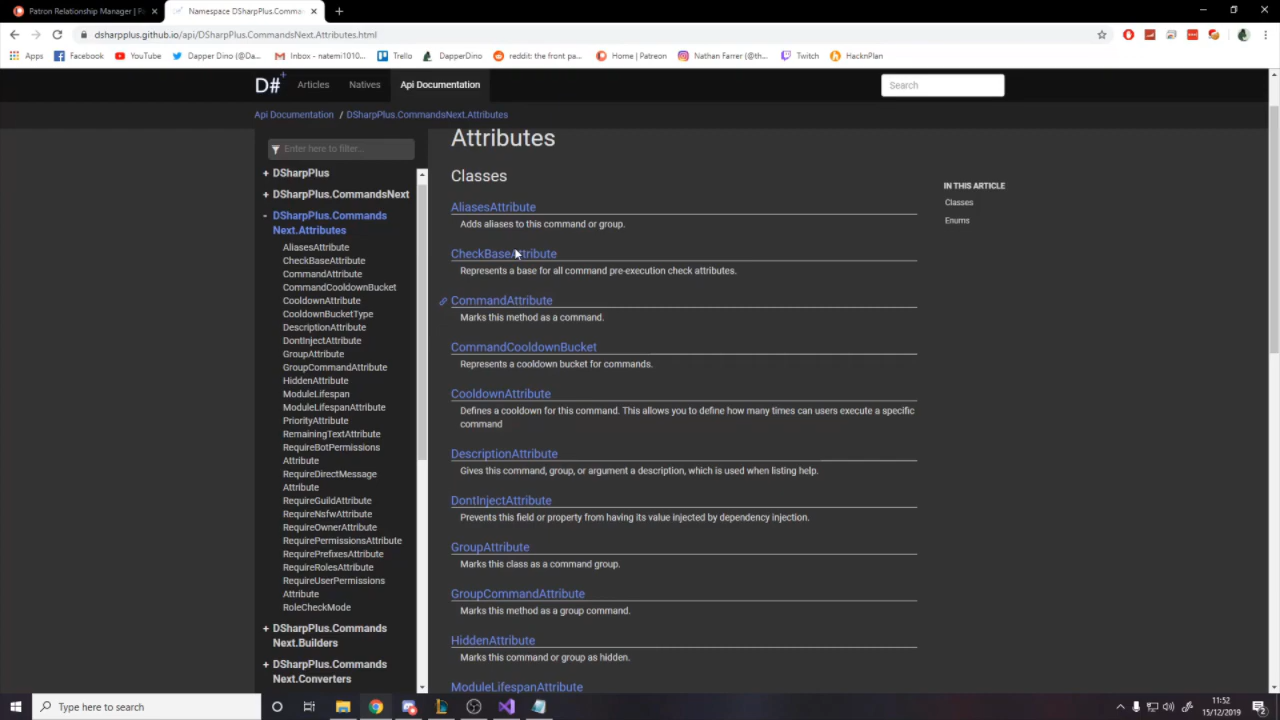 Patron Relationship Manager | P
Namespace DSharpPlus.Comma
dsharpplus.github.io/api/DSharpPlus.CommandsNext.Attributes.html
Apps
Facebook
YouTube
Dapper Dino (@Da...
Inbox - natemi1010...
Trello
DapperDino
reddit: the front pa...
Home | Patreon
Nathan Farrer (@th...
Twitch
HacknPlan
D#+
Articles
Natives
Api Documentation
Search
Api Documentation / DSharpPlus.CommandsNext.Attributes
Enter here to filter...
+ DSharpPlus
+ DSharpPlus.CommandsNext
- DSharpPlus.Commands
Next.Attributes
AliasesAttribute
CheckBaseAttribute
CommandAttribute
CommandCooldownBucket
CooldownAttribute
CooldownBucketType
DescriptionAttribute
DontInjectAttribute
GroupAttribute
GroupCommandAttribute
HiddenAttribute
ModuleLifespan
ModuleLifespanAttribute
PriorityAttribute
RemainingTextAttribute
RequireBotPermissions
Attribute
RequireDirectMessage
Attribute
RequireGuildAttribute
RequireNsfwAttribute
RequireOwnerAttribute
RequirePermissionsAttribute
RequirePrefixesAttribute
RequireRolesAttribute
RequireUserPermissions
Attribute
RoleCheckMode
+ DSharpPlus.Commands
Next.Builders
+ DSharpPlus.Commands
Next.Converters
Attributes
Classes
AliasesAttribute
Adds aliases to this command or group.
CheckBaseAttribute
Represents a base for all command pre-execution check attributes.
CommandAttribute
Marks this method as a command.
CommandCooldownBucket
Represents a cooldown bucket for commands.
CooldownAttribute
Defines a cooldown for this command. This allows you to define how many times can users execute a specific
command
DescriptionAttribute
Gives this command, group, or argument a description, which is used when listing help.
DontInjectAttribute
Prevents this field or property from having its value injected by dependency injection.
GroupAttribute
Marks this class as a command group.
GroupCommandAttribute
Marks this method as a group command.
HiddenAttribute
Marks this command or group as hidden.
ModuleLifespanAttribute
IN THIS ARTICLE
Classes
Enums
Type here to search
11:52
15/12/2019
2